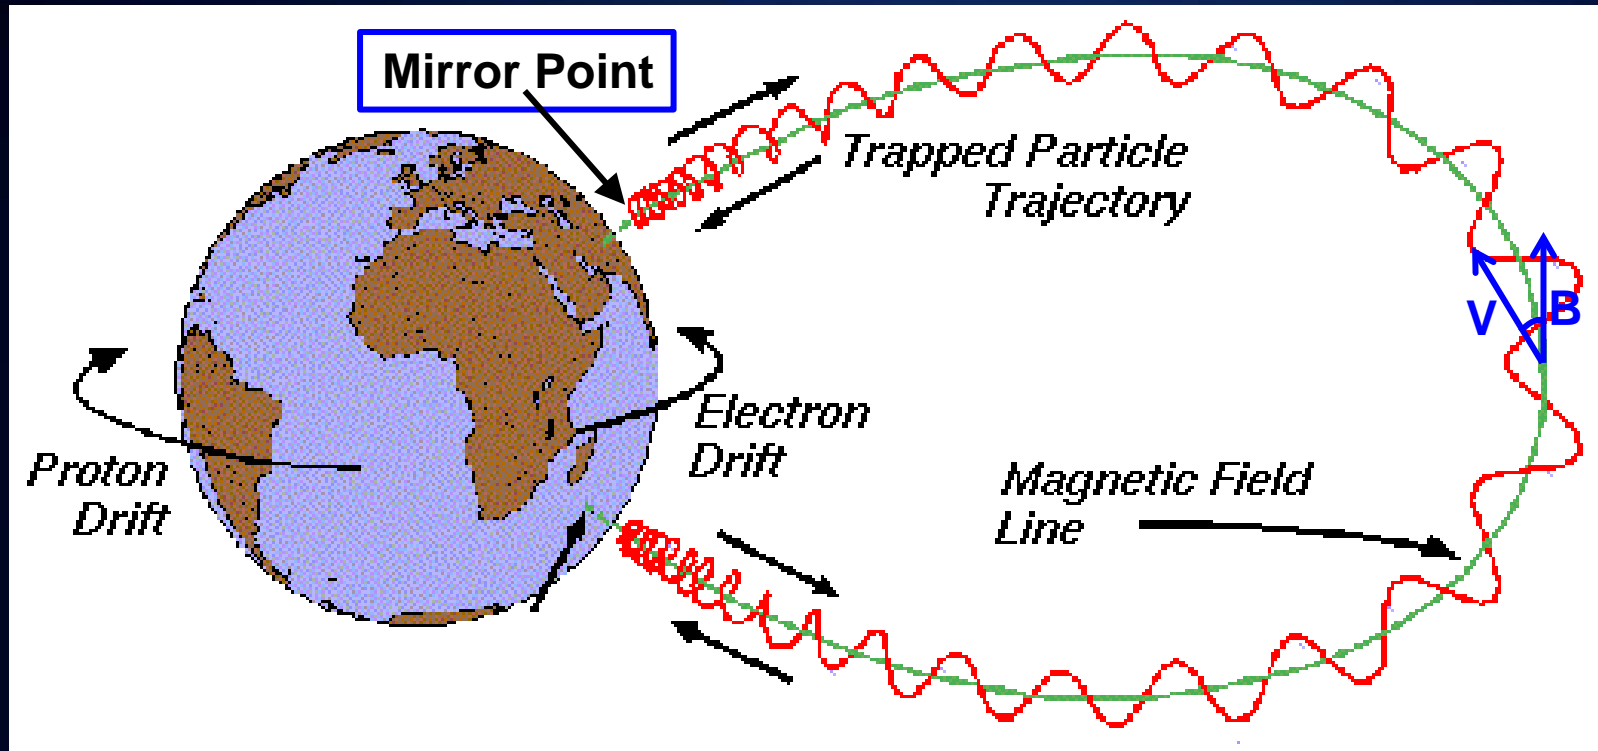 Mirror Point
Trapped Particle
Trajectory
V
B
Electron
Drift
Proton
Drift
Magnetic Field
Line